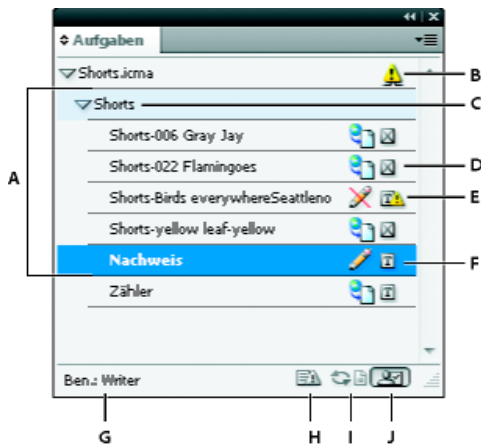 Aufgaben
Shorts.icma
B
Shorts
C
Shorts-006 Gray Jay
Shorts-022 Flamingoes
D
A
Shorts-Birds everywhereSeattleno
E
Shorts-yellow leaf-yellow
Nachweis
F
Zähler
Ben.: Writer
G
H
I
J